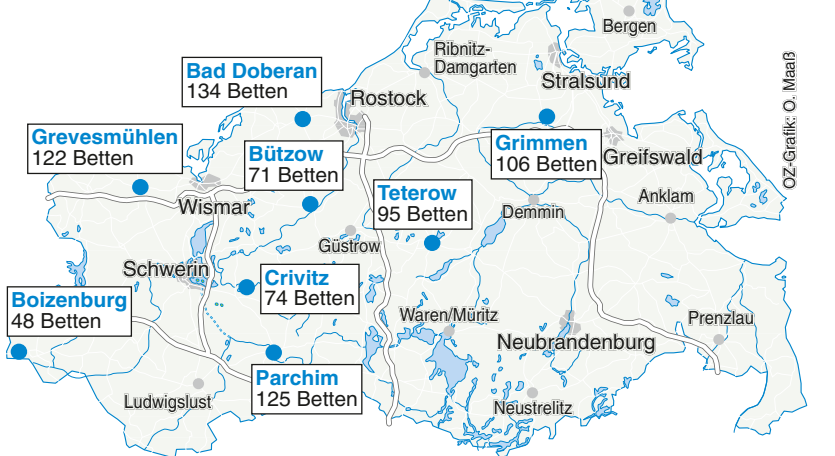 Bergen
Ribnitz-
Damgarten
Stralsund
Bad Doberan
134 Betten
Rostock
OZ-Grafik: O. Maaß
Grevesmühlen
122 Betten
Bützow
71 Betten
Grimmen
106 Betten
Greifswald
Wismar
Teterow
95 Betten
Anklam
Demmin
Güstrow
Schwerin
Crivitz
74 Betten
Boizenburg
48 Betten
Waren/Müritz
Prenzlau
Neubrandenburg
Parchim
125 Betten
Ludwigslust
Neustrelitz